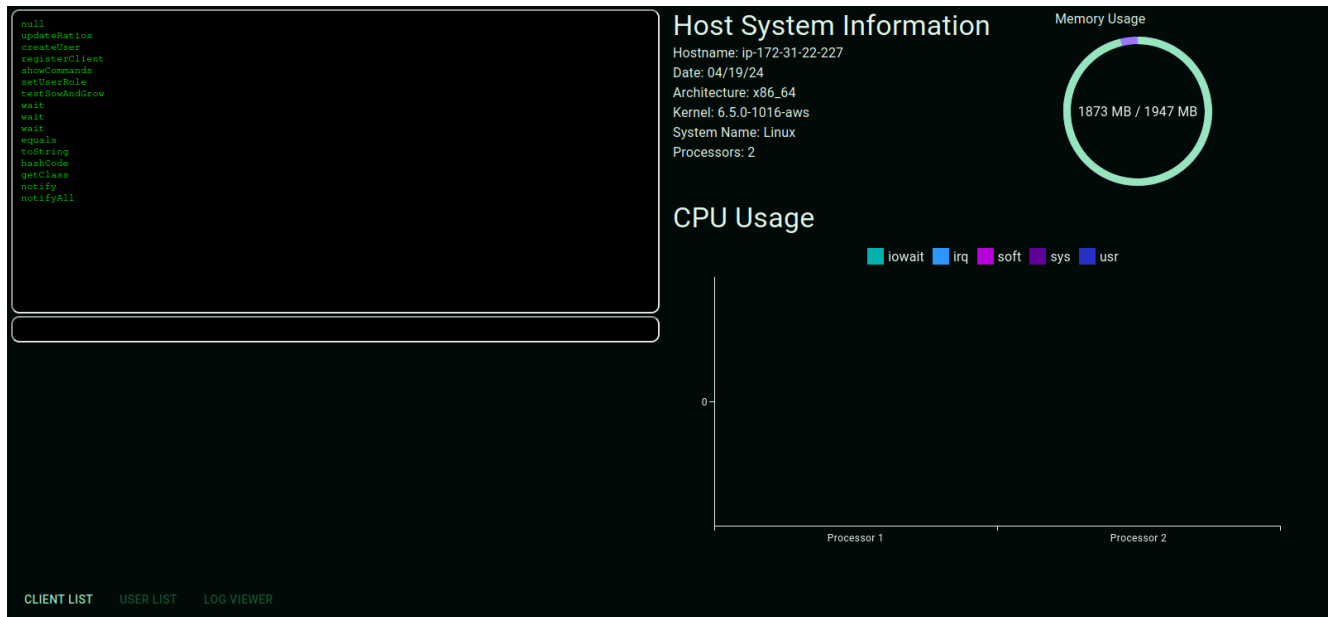 null
updateRatios
createUser
registerClient
showCommands
setUserRole
testSowAndGrow
wait
wait
wait
equals
toString
hashCode
getClass
notify
notifyAll
Host System Information
Hostname: ip-172-31-22-227
Date: 04/19/24
Architecture: x86_64
Kernel: 6.5.0-1016-aws
System Name: Linux
Processors: 2
Memory Usage
1873 MB / 1947 MB
CPU Usage
iowait irq soft sys usr
0
Processor 1 Processor 2
CLIENT LIST USER LIST LOG VIEWER